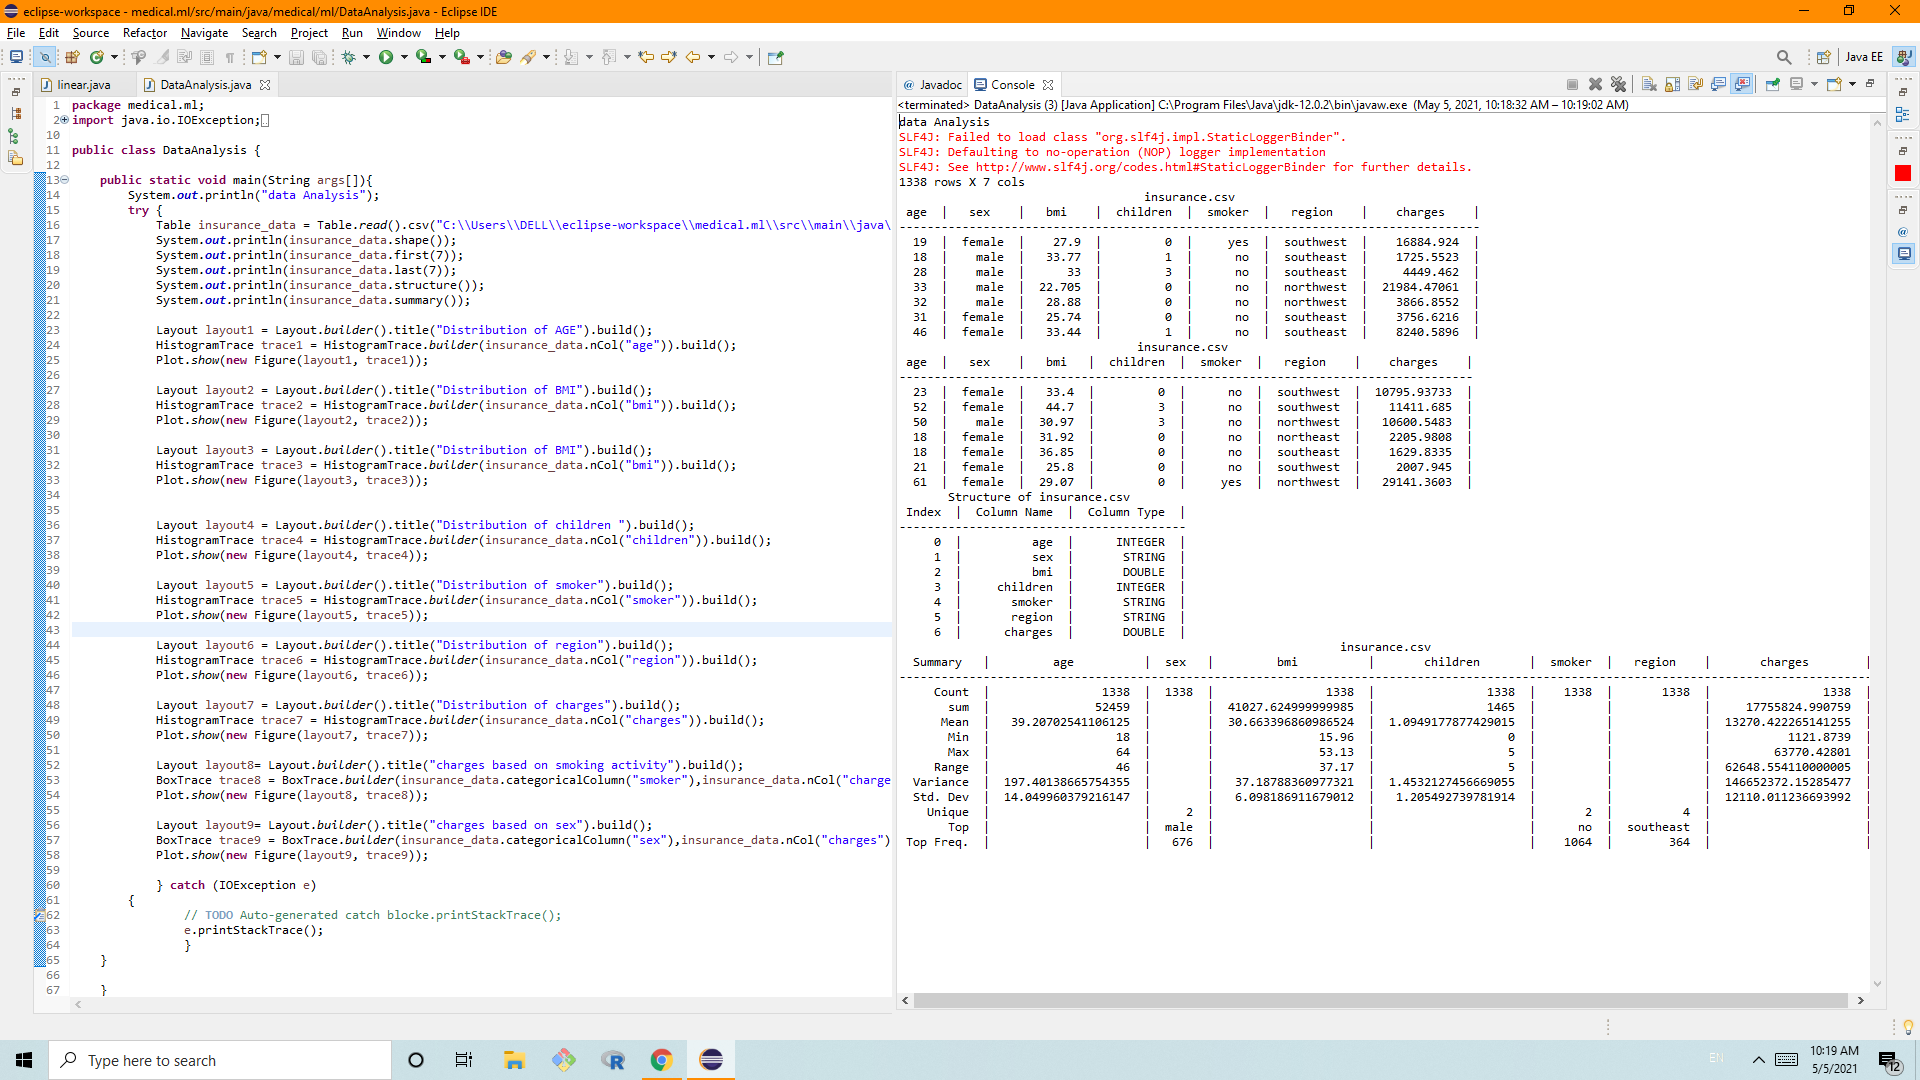 eclipse-workspace - medical.ml/src/main/java/medical/ml/DataAnalysis.java - Eclipse IDE
File Edit Source Refactor Navigate Search Project Run Window Help
Java EE
linear.java DataAnalysis.java
1 package medical.ml;
2 import java.io.IOException;
10
11 public class DataAnalysis {
12
13 public static void main(String args[]){
14 System.out.println("data Analysis");
15 try {
16 Table insurance_data = Table.read().csv("C:\\Users\\DELL\\eclipse-workspace\\medical.ml\\src\\main\\java\
17 System.out.println(insurance_data.shape());
18 System.out.println(insurance_data.first(7));
19 System.out.println(insurance_data.last(7));
20 System.out.println(insurance_data.structure());
21 System.out.println(insurance_data.summary());
22
23 Layout layout1 = Layout.builder().title("Distribution of AGE").build();
24 HistogramTrace trace1 = HistogramTrace.builder(insurance_data.nCol("age")).build();
25 Plot.show(new Figure(layout1, trace1));
26
27 Layout layout2 = Layout.builder().title("Distribution of BMI").build();
28 HistogramTrace trace2 = HistogramTrace.builder(insurance_data.nCol("bmi")).build();
29 Plot.show(new Figure(layout2, trace2));
30
31 Layout layout3 = Layout.builder().title("Distribution of BMI").build();
32 HistogramTrace trace3 = HistogramTrace.builder(insurance_data.nCol("bmi")).build();
33 Plot.show(new Figure(layout3, trace3));
34
35
36 Layout layout4 = Layout.builder().title("Distribution of children ").build();
37 HistogramTrace trace4 = HistogramTrace.builder(insurance_data.nCol("children")).build();
38 Plot.show(new Figure(layout4, trace4));
39
40 Layout layout5 = Layout.builder().title("Distribution of smoker").build();
41 HistogramTrace trace5 = HistogramTrace.builder(insurance_data.nCol("smoker")).build();
42 Plot.show(new Figure(layout5, trace5));
43
44 Layout layout6 = Layout.builder().title("Distribution of region").build();
45 HistogramTrace trace6 = HistogramTrace.builder(insurance_data.nCol("region")).build();
46 Plot.show(new Figure(layout6, trace6));
47
48 Layout layout7 = Layout.builder().title("Distribution of charges").build();
49 HistogramTrace trace7 = HistogramTrace.builder(insurance_data.nCol("charges")).build();
50 Plot.show(new Figure(layout7, trace7));
51
52 Layout layout8= Layout.builder().title("charges based on smoking activity").build();
53 BoxTrace trace8 = BoxTrace.builder(insurance_data.categoricalColumn("smoker"),insurance_data.nCol("charge
54 Plot.show(new Figure(layout8, trace8));
55
56 Layout layout9= Layout.builder().title("charges based on sex").build();
57 BoxTrace trace9 = BoxTrace.builder(insurance_data.categoricalColumn("sex"),insurance_data.nCol("charges")
58 Plot.show(new Figure(layout9, trace9));
59
60 } catch (IOException e)
61 {
62 // TODO Auto-generated catch blocke.printStackTrace();
63 e.printStackTrace();
64 }
65 }
66
67 }
@ Javadoc Console
<terminated> DataAnalysis (3) [Java Application] C:\Program Files\Java\jdk-12.0.2\bin\javaw.exe (May 5, 2021, 10:18:32 AM – 10:19:02 AM)
data Analysis
SLF4J: Failed to load class "org.slf4j.impl.StaticLoggerBinder".
SLF4J: Defaulting to no-operation (NOP) logger implementation
SLF4J: See http://www.slf4j.org/codes.html#StaticLoggerBinder for further details.
1338 rows X 7 cols
insurance.csv
age | sex | bmi | children | smoker | region | charges |
19 | female | 27.9 | 0 | yes | southwest | 16884.924 |
18 | male | 33.77 | 1 | no | southeast | 1725.5523 |
28 | male | 33 | 3 | no | southeast | 4449.462 |
33 | male | 22.705 | 0 | no | northwest | 21984.47061 |
32 | male | 28.88 | 0 | no | northwest | 3866.8552 |
31 | female | 25.74 | 0 | no | southeast | 3756.6216 |
46 | female | 33.44 | 1 | no | southeast | 8240.5896 |
insurance.csv
age | sex | bmi | children | smoker | region | charges |
23 | female | 33.4 | 0 | no | southwest | 10795.93733 |
52 | female | 44.7 | 3 | no | southwest | 11411.685 |
50 | male | 30.97 | 3 | no | northwest | 10600.5483 |
18 | female | 31.92 | 0 | no | northeast | 2205.9808 |
18 | female | 36.85 | 0 | no | southeast | 1629.8335 |
21 | female | 25.8 | 0 | no | southwest | 2007.945 |
61 | female | 29.07 | 0 | yes | northwest | 29141.3603 |
Structure of insurance.csv
Index | Column Name | Column Type |
0 | age | INTEGER |
1 | sex | STRING |
2 | bmi | DOUBLE |
3 | children | INTEGER |
4 | smoker | STRING |
5 | region | STRING |
6 | charges | DOUBLE |
insurance.csv
Summary | age | sex | bmi | children | smoker | region | charges |
Count | 1338 | 1338 | 1338 | 1338 | 1338 | 1338 | 1338 |
sum | 52459 | | 41027.624999999985 | 1465 | | | 17755824.990759 |
Mean | 39.20702541106125 | | 30.663396860986524 | 1.0949177877429015 | | | 13270.422265141255 |
Min | 18 | | 15.96 | 0 | | | 1121.8739 |
Max | 64 | | 53.13 | 5 | | | 63770.42801 |
Range | 46 | | 37.17 | 5 | | | 62648.554110000005 |
Variance | 197.40138665754355 | | 37.18788360977321 | 1.4532127456669055 | | | 146652372.15285477 |
Std. Dev | 14.049960379216147 | | 6.098186911679012 | 1.205492739781914 | | | 12110.011236693992 |
Unique | | 2 | | | 2 | 4 | |
Top | | male | | | no | southeast | |
Top Freq. | | 676 | | | 1064 | 364 | |
Type here to search
EN
10:19 AM
5/5/2021
12